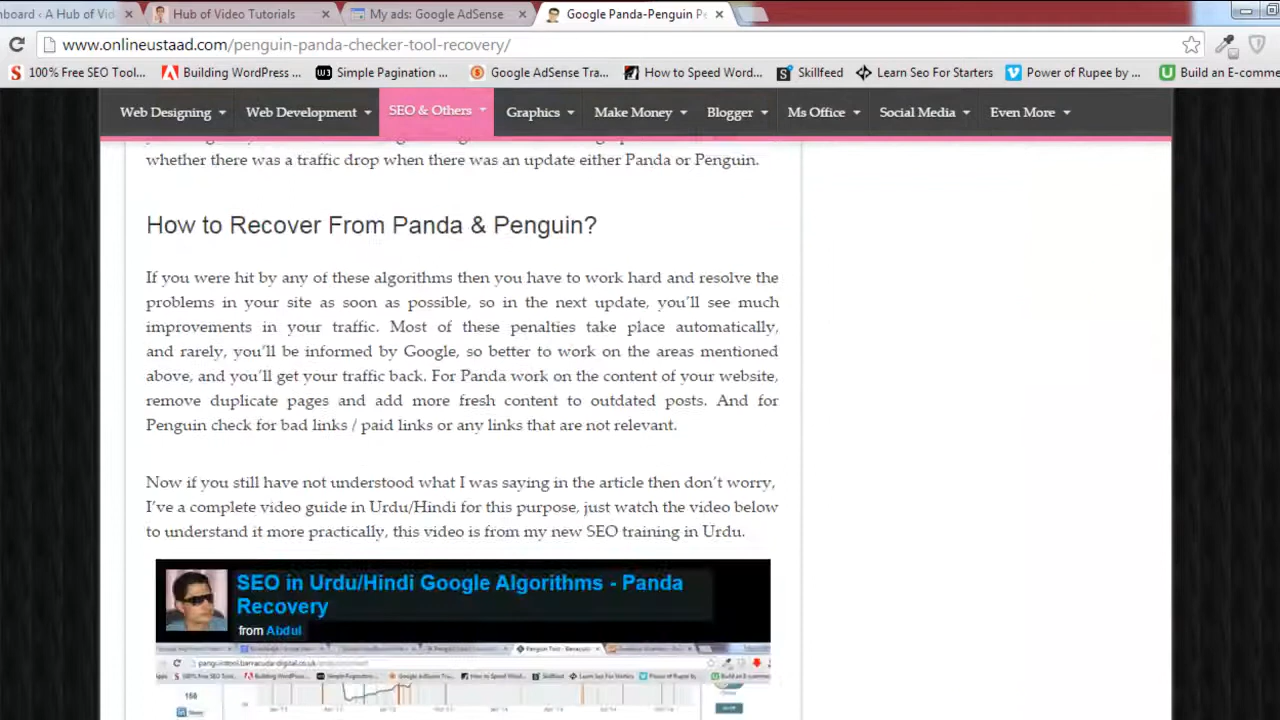 nboard ‹ A Hub of Vid
Hub of Video Tutorials
My ads: Google AdSense
Google Panda-Penguin Pe
www.onlineustaad.com/penguin-panda-checker-tool-recovery/
100% Free SEO Tool...
Building WordPress ...
Simple Pagination ...
Google AdSense Tra...
How to Speed Word...
Skillfeed
Learn Seo For Starters
Power of Rupee by ...
Build an E-comme
Web Designing
Web Development
SEO & Others
Graphics
Make Money
Blogger
Ms Office
Social Media
Even More
whether there was a traffic drop when there was an update either Panda or Penguin.
How to Recover From Panda & Penguin?
If you were hit by any of these algorithms then you have to work hard and resolve the
problems in your site as soon as possible, so in the next update, you'll see much
improvements in your traffic. Most of these penalties take place automatically,
and rarely, you'll be informed by Google, so better to work on the areas mentioned
above, and you'll get your traffic back. For Panda work on the content of your website,
remove duplicate pages and add more fresh content to outdated posts. And for
Penguin check for bad links / paid links or any links that are not relevant.
Now if you still have not understood what I was saying in the article then don't worry,
I've a complete video guide in Urdu/Hindi for this purpose, just watch the video below
to understand it more practically, this video is from my new SEO training in Urdu.
SEO in Urdu/Hindi Google Algorithms - Panda
Recovery
from Abdul